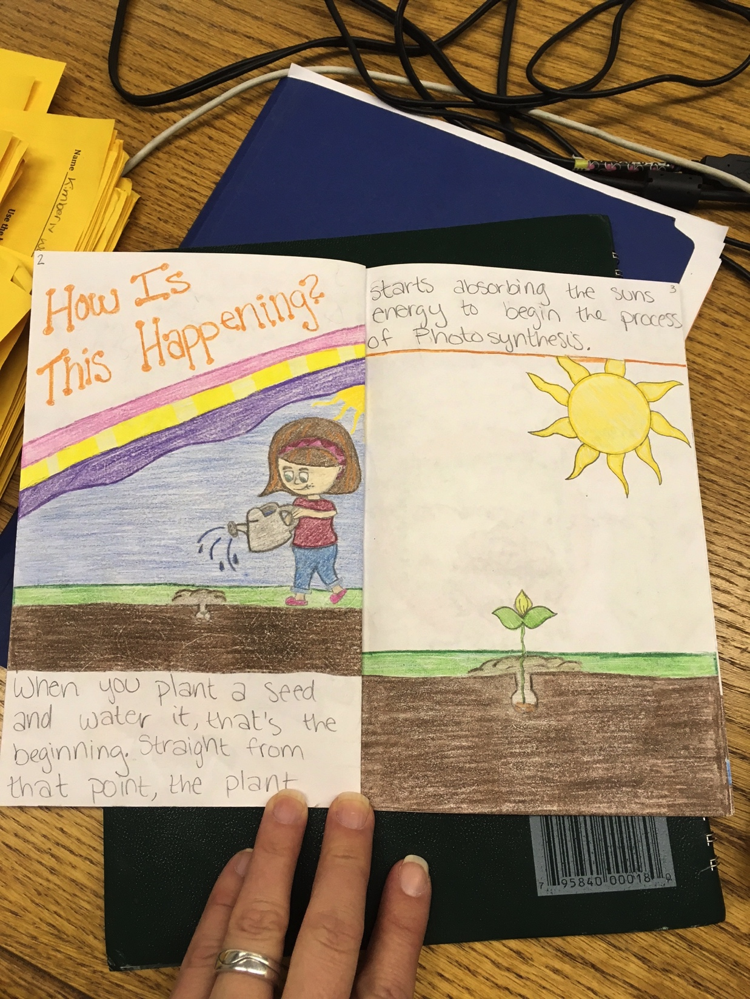 Name Kimberly
Use the
2
How Is
This Happening?
When you plant a seed
and water it, that's the
beginning. Straight from
that point, the plant
3
starts absorbing the suns
energy to begin the process
of Photosynthesis.
7 95840 00018 0